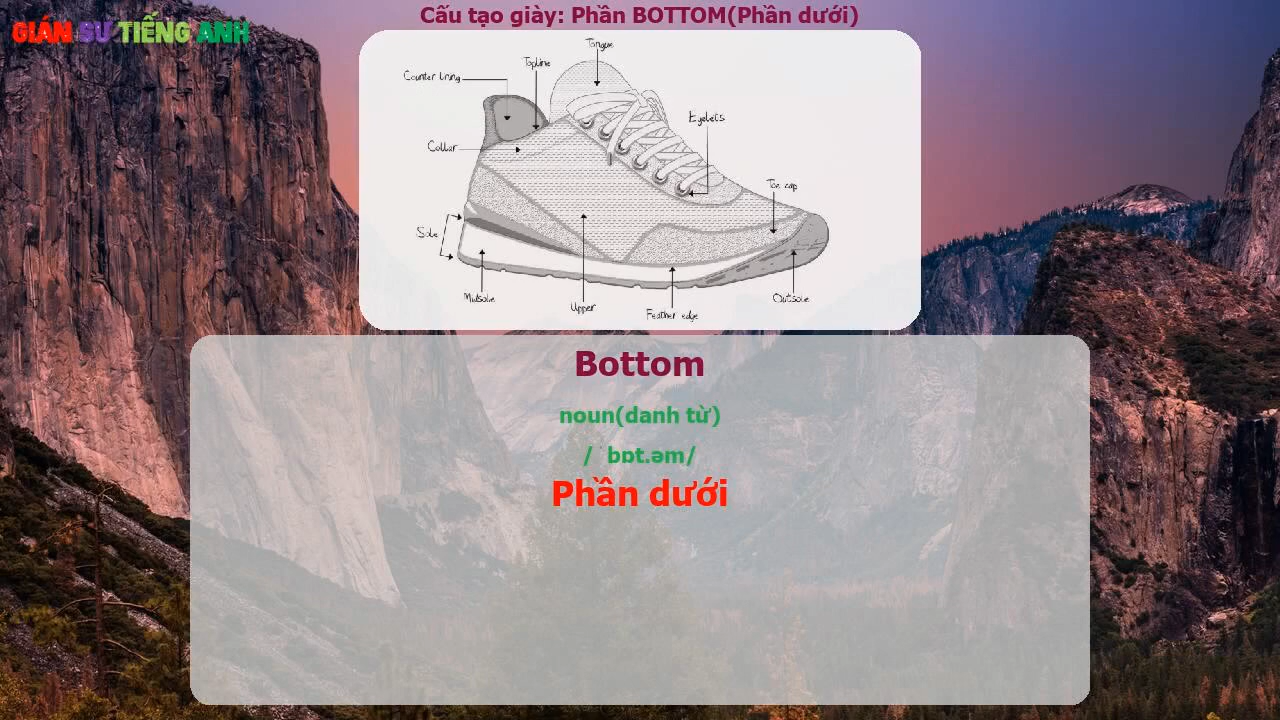 Cấu tạo giày: Phần BOTTOM(Phần dưới)
GIÁN SƯ TIẾNG ANH
Tongue
Topline
Counter lining
Eyelets
Collar
Toe cap
Sole
Midsole
Upper
Feather edge
Outsole
Bottom
noun(danh từ)
/ˈbɒt.əm/
Phần dưới